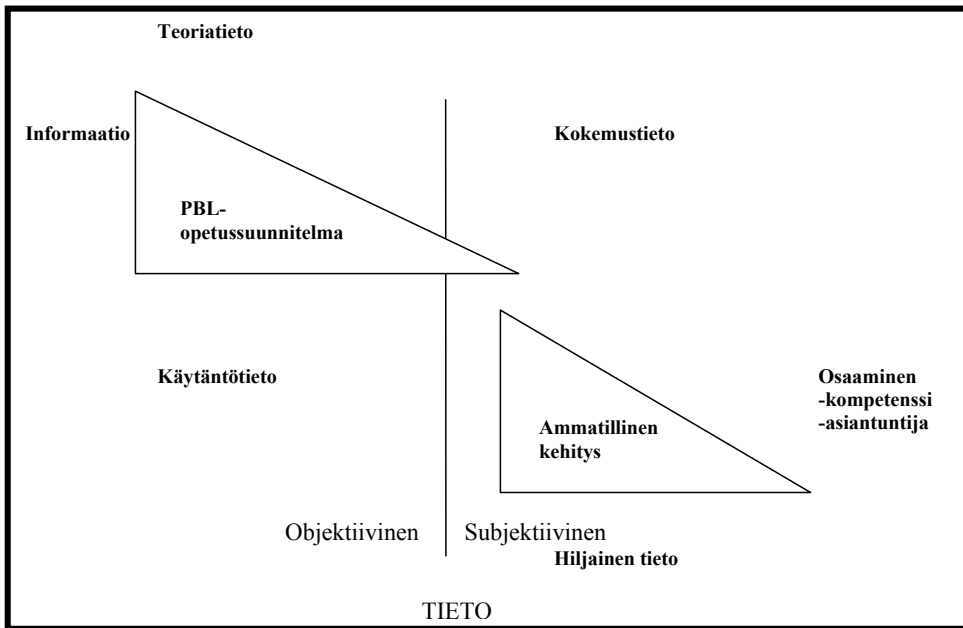 Teoriatieto
Informaatio
Kokemustieto
PBL-
opetussuunnitelma
Käytäntötieto
Osaaminen
-kompetenssi
-asiantuntija
Ammatillinen
kehitys
Objektiivinen
Subjektiivinen
Hiljainen tieto
TIETO